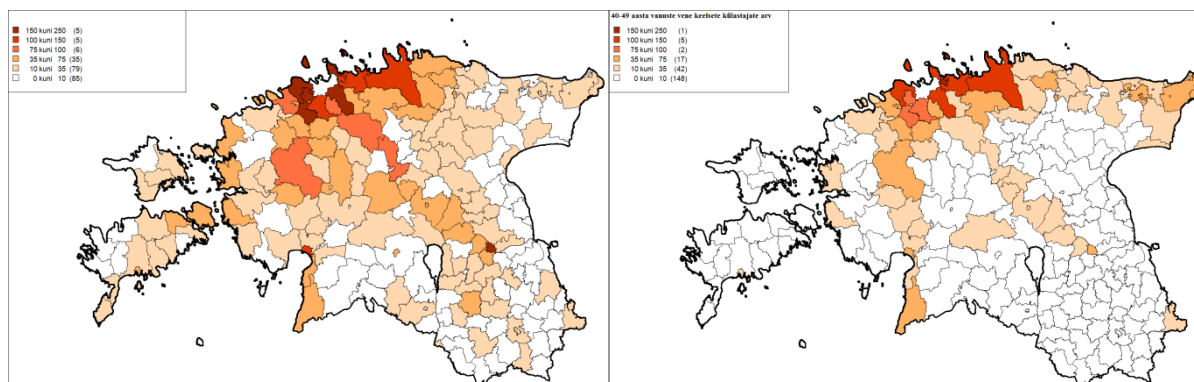 150 kuni 250 (5)
100 kuni 150 (5)
75 kuni 100 (6)
35 kuni 75 (35)
10 kuni 35 (79)
0 kuni 10 (85)
40-49 aasta vanuste vene keelsete külastajate arv
150 kuni 250 (1)
100 kuni 150 (5)
75 kuni 100 (2)
35 kuni 75 (17)
10 kuni 35 (42)
0 kuni 10 (148)